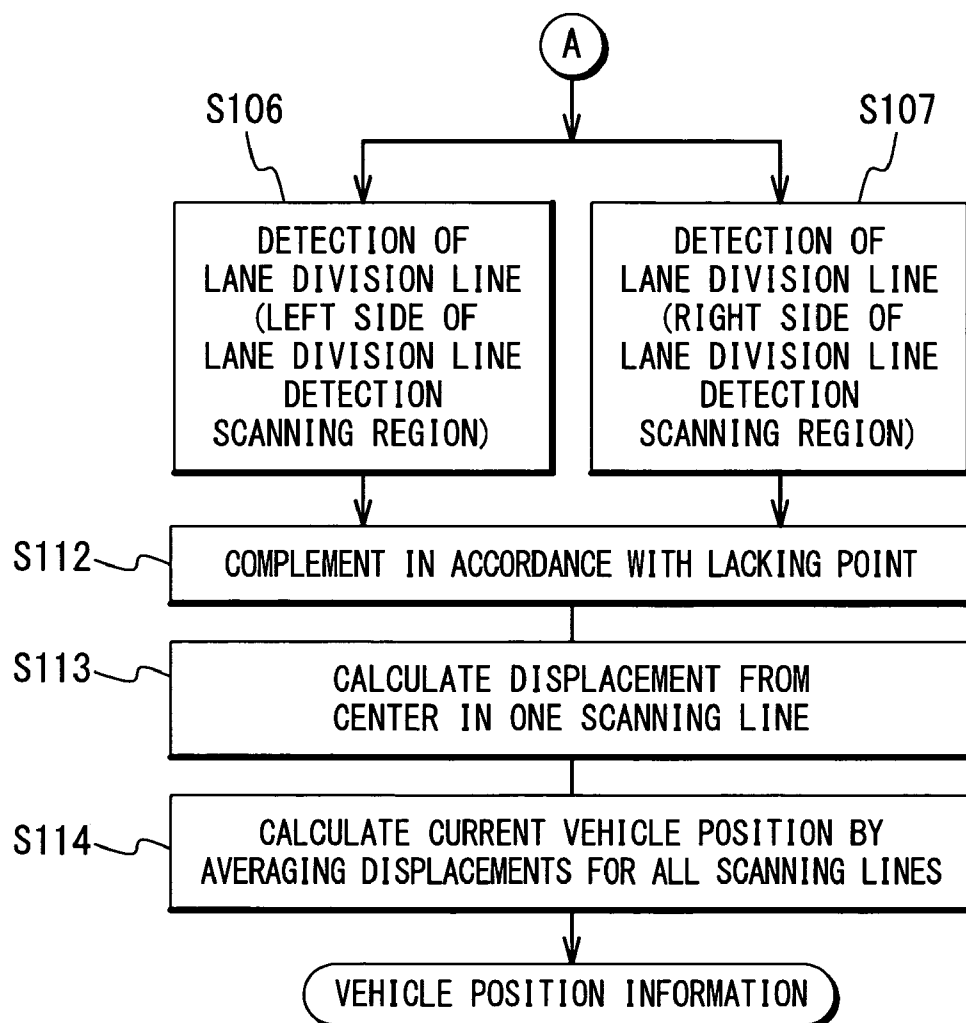 A
S106
S107
DETECTION OF
LANE DIVISION LINE
(LEFT SIDE OF
LANE DIVISION LINE
DETECTION
SCANNING REGION)
DETECTION OF
LANE DIVISION LINE
(RIGHT SIDE OF
LANE DIVISION LINE
DETECTION
SCANNING REGION)
S112
COMPLEMENT IN ACCORDANCE WITH LACKING POINT
S113
CALCULATE DISPLACEMENT FROM
CENTER IN ONE SCANNING LINE
S114
CALCULATE CURRENT VEHICLE POSITION BY
AVERAGING DISPLACEMENTS FOR ALL SCANNING LINES
VEHICLE POSITION INFORMATION